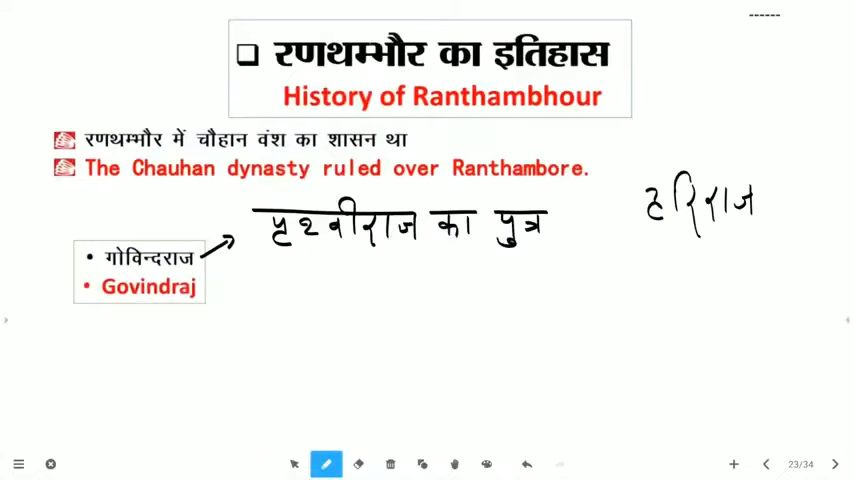 ------
रणथम्भौर का इतिहास
History of Ranthambhour
रणथम्भौर में चौहान वंश का शासन था
The Chauhan dynasty ruled over Ranthambore.
पृथ्वीराज का पुत्र
हरिराज
• गोविन्दराज
• Govindraj
23/34